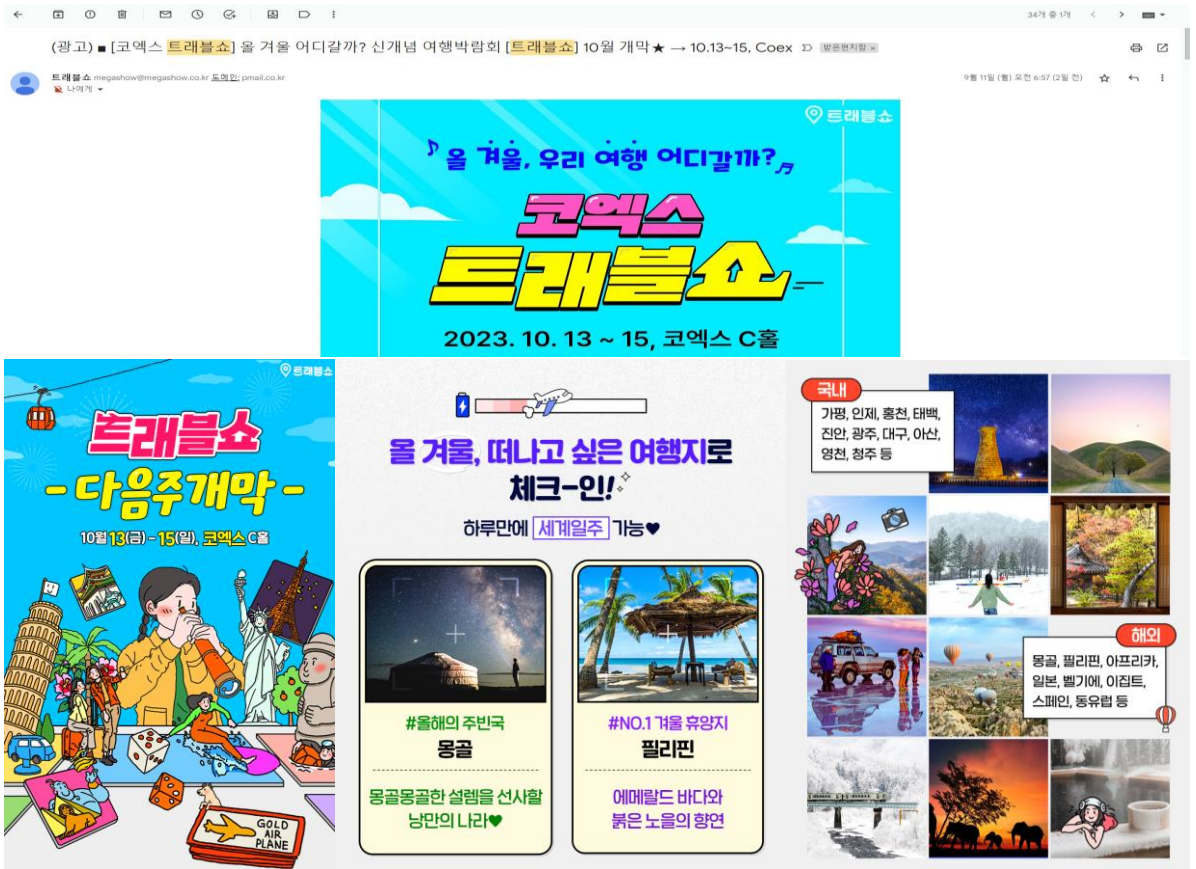 34개 중 1개
(광고) ■ [코엑스 트래블쇼] 올 겨울 어디갈까? 신개념 여행박람회 [트래블쇼] 10월 개막★ → 10.13~15, Coex 받은편지함 ×
트래블쇼 megashow@megashow.co.kr 도메인: pmail.co.kr
9월 11일 (월) 오전 6:57 (2일 전)
나에게
트래블쇼
올 겨울, 우리 여행 어디갈까?
코엑스
트래블쇼
2023. 10. 13 ~ 15, 코엑스 C홀
트래블쇼
트래블쇼
- 다음주개막 -
10월 13(금) - 15(일), 코엑스 C홀
GOLD
AIR
PLANE
올 겨울, 떠나고 싶은 여행지로
체크-인!
하루만에 세계일주 가능♥
#올해의 주빈국
몽골
몽골몽골한 설렘을 선사할
낭만의 나라♥
#NO.1 겨울 휴양지
필리핀
에메랄드 바다와
붉은 노을의 향연
국내
가평, 인제, 홍천, 태백,
진안, 광주, 대구, 아산,
영천, 청주 등
해외
몽골, 필리핀, 아프리카,
일본, 벨기에, 이집트,
스페인, 동유럽 등